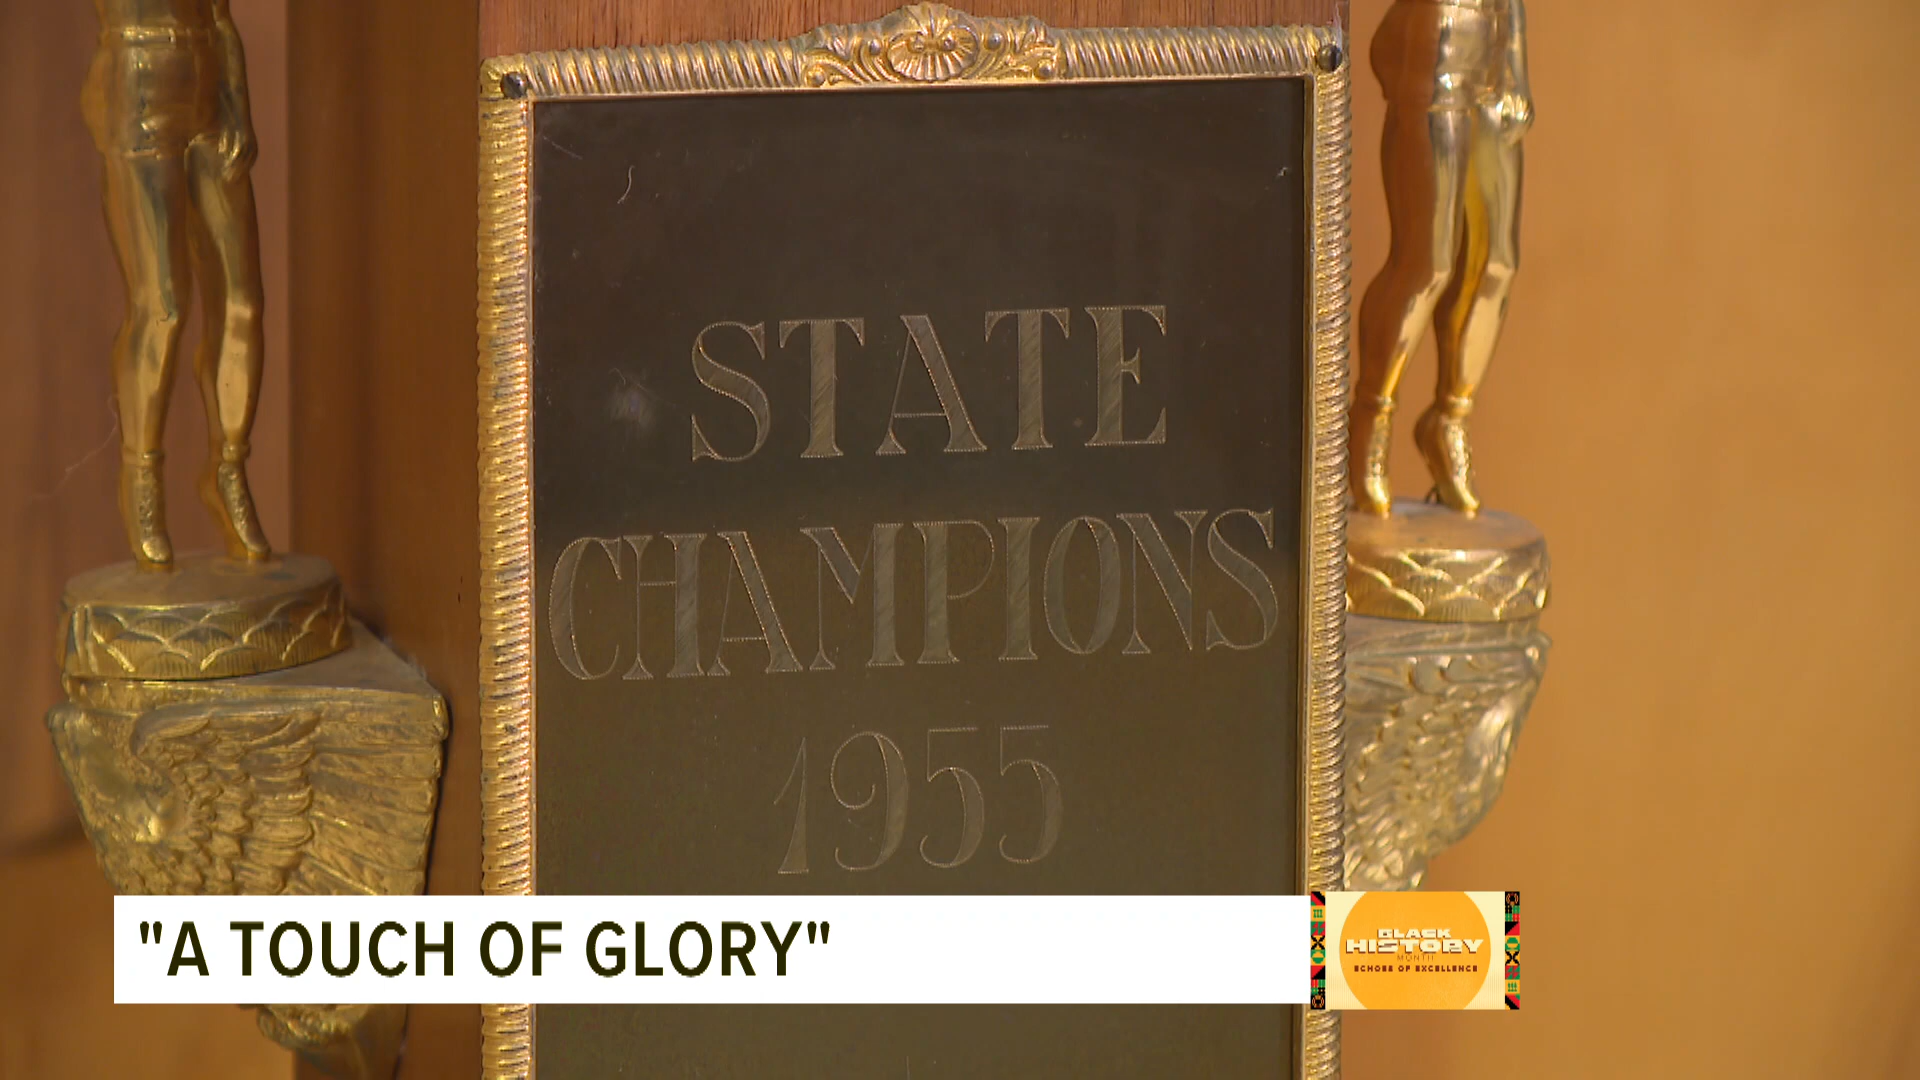 STATE
CHAMPIONS
1955
"A TOUCH OF GLORY"
BLACK
HISTORY
MONTH
ECHOES OF EXCELLENCE